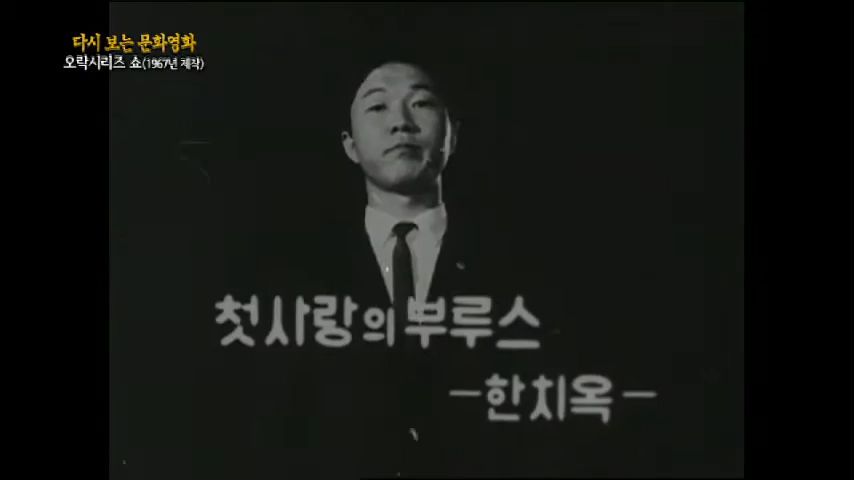 다시 보는 문화영화
오락시리즈 쇼(1967년 제작)
첫사랑의 부루스
-한치옥-